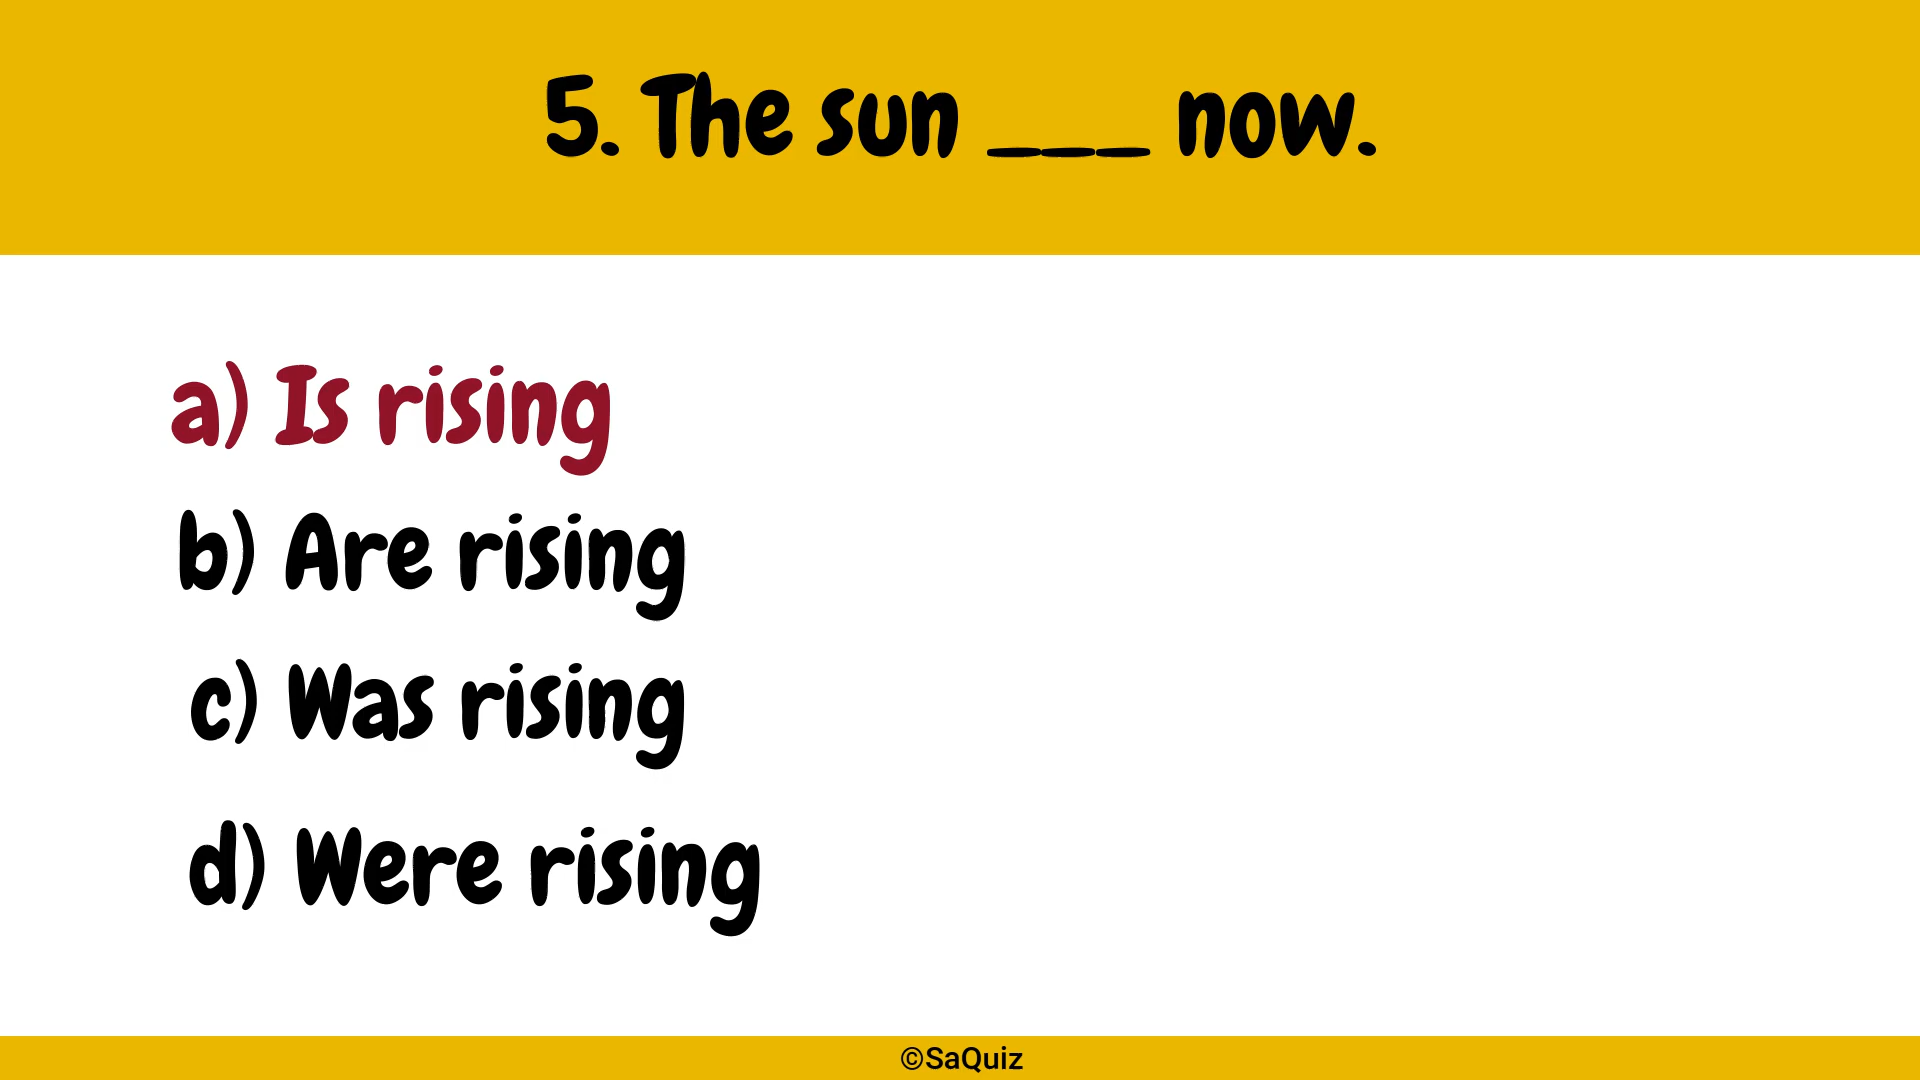 5. The sun ___ now.
a) Is rising
b) Are rising
c) Was rising
d) Were rising
©SaQuiz